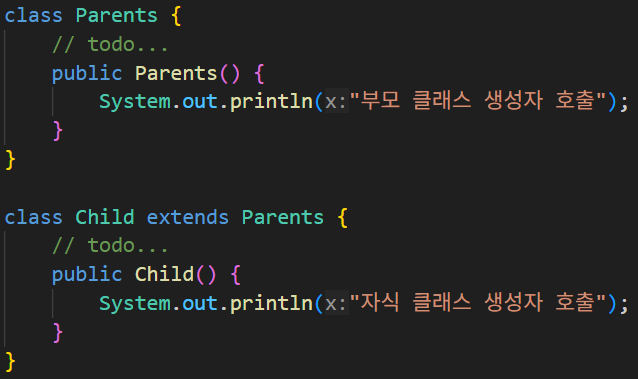 class Parents {
// todo...
public Parents() {
System.out.println(x:"부모 클래스 생성자 호출");
}
}
class Child extends Parents {
// todo...
public Child() {
System.out.println(x:"자식 클래스 생성자 호출");
}
}